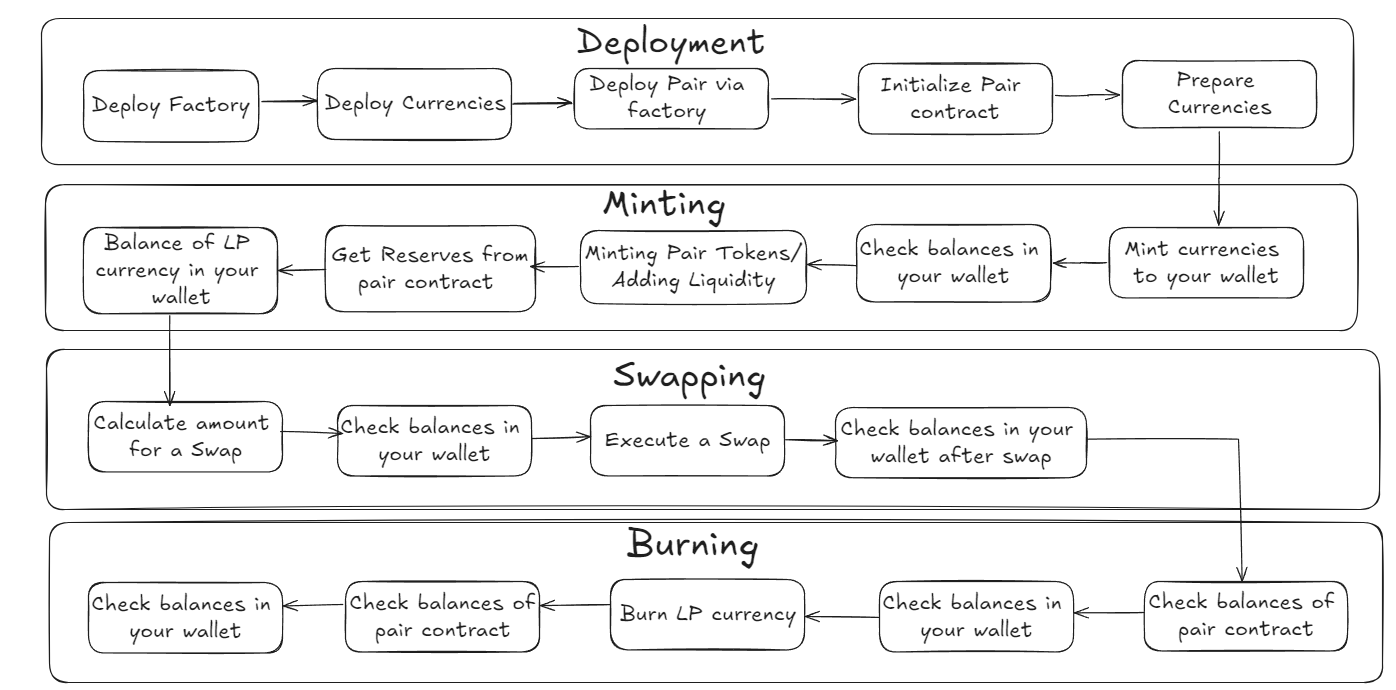 Deployment
Deploy Factory
Deploy Currencies
Deploy Pair via
factory
Initialize Pair
contract
Prepare
Currencies
Minting
Balance of LP
currency in your
wallet
Get Reserves from
pair contract
Minting Pair Tokens/
Adding Liquidity
Check balances in
your wallet
Mint currencies
to your wallet
Swapping
Calculate amount
for a Swap
Check balances in
your wallet
Execute a Swap
Check balances in your
wallet after swap
Burning
Check balances in
your wallet
Check balances of
pair contract
Burn LP currency
Check balances in
your wallet
Check balances of
pair contract